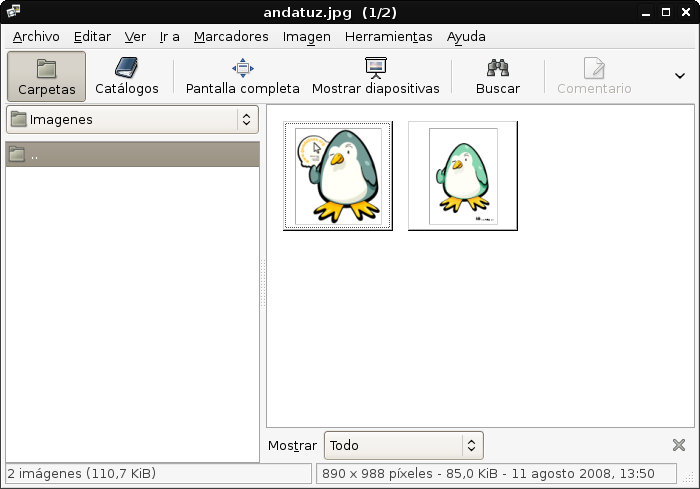 andatuz.jpg (1/2)
Archivo Editar Ver Ir a Marcadores Imagen Herramientas Ayuda
Carpetas Catálogos Pantalla completa Mostrar diapositivas Buscar Comentario
Imagenes
..
Mostrar Todo
2 imágenes (110,7 KiB) 890 x 988 píxeles - 85,0 KiB - 11 agosto 2008, 13:50